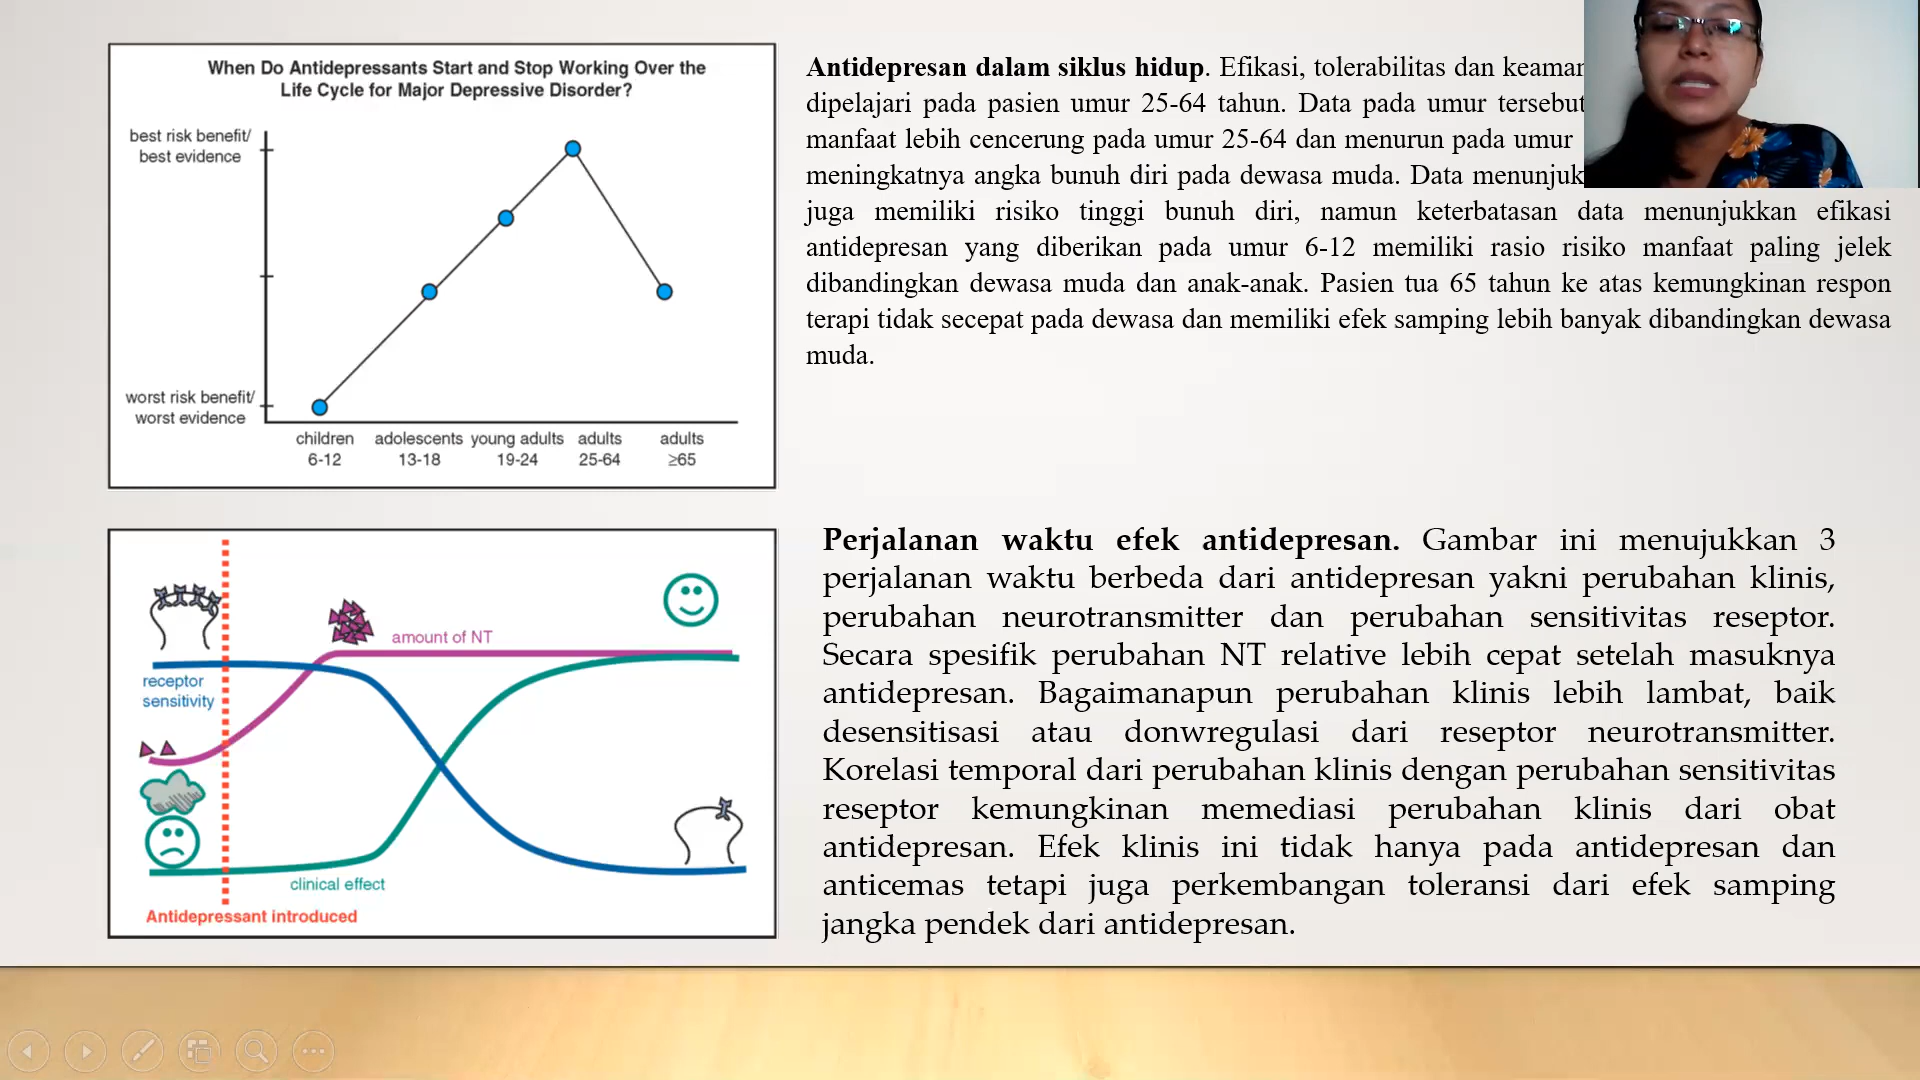 When Do Antidepressants Start and Stop Working Over the
Life Cycle for Major Depressive Disorder?
best risk benefit/
best evidence
worst risk benefit/
worst evidence
children adolescents young adults adults adults
6-12 13-18 19-24 25-64 ≥65
Antidepresan dalam siklus hidup. Efikasi, tolerabilitas dan
dipelajari pada pasien umur 25-64 tahun. Data pada umur tersebut
manfaat lebih cencerung pada umur 25-64 dan menurun pada umur
meningkatnya angka bunuh diri pada dewasa muda. Data
juga memiliki risiko tinggi bunuh diri, namun keterbatasan data menunjukkan efikasi
antidepresan yang diberikan pada umur 6-12 memiliki rasio risiko manfaat paling jelek
dibandingkan dewasa muda dan anak-anak. Pasien tua 65 tahun ke atas kemungkinan respon
terapi tidak secepat pada dewasa dan memiliki efek samping lebih banyak dibandingkan dewasa
muda.
amount of NT
receptor
sensitivity
clinical effect
Antidepressant introduced
Perjalanan waktu efek antidepresan. Gambar ini menujukkan 3
perjalanan waktu berbeda dari antidepresan yakni perubahan klinis,
perubahan neurotransmitter dan perubahan sensitivitas reseptor.
Secara spesifik perubahan NT relative lebih cepat setelah masuknya
antidepresan. Bagaimanapun perubahan klinis lebih lambat, baik
desensitisasi atau donwregulasi dari reseptor neurotransmitter.
Korelasi temporal dari perubahan klinis dengan perubahan sensitivitas
reseptor kemungkinan memediasi perubahan klinis dari obat
antidepresan. Efek klinis ini tidak hanya pada antidepresan dan
anticemas tetapi juga perkembangan toleransi dari efek samping
jangka pendek dari antidepresan.